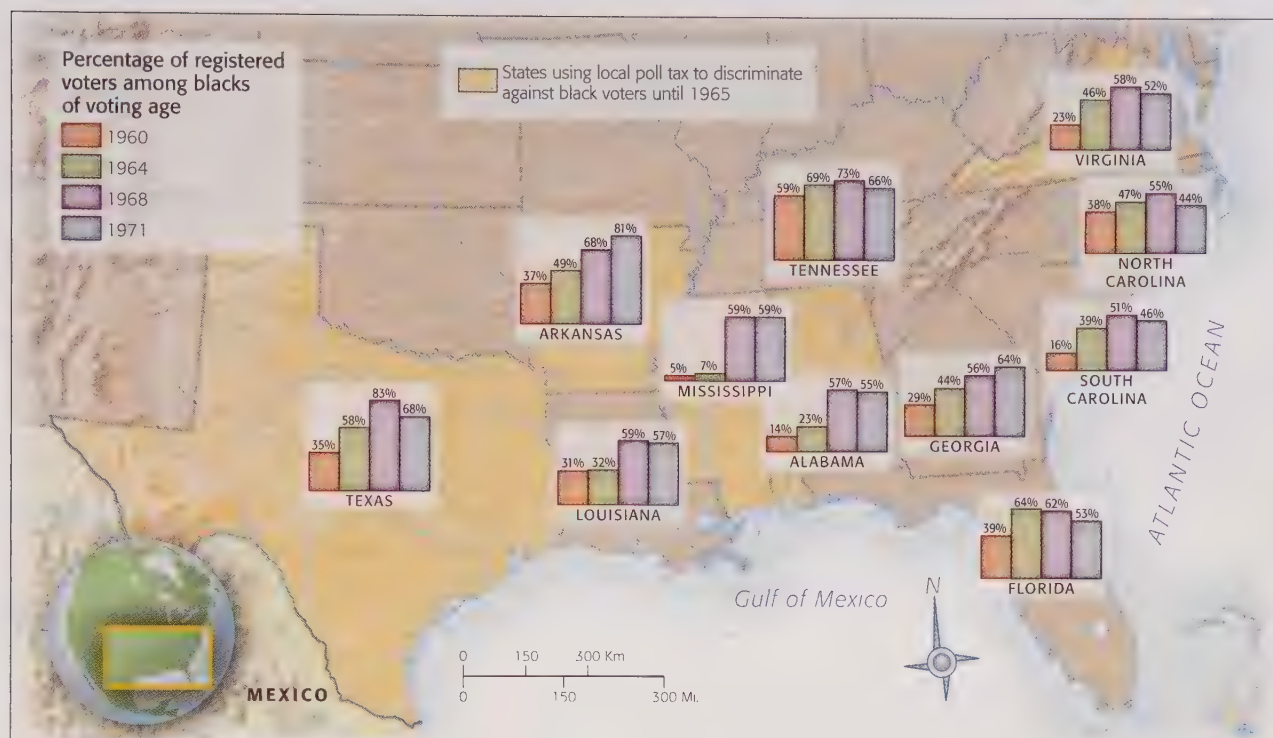 Percentage of registered
voters among blacks
of voting age
1960
1964
1968
1971
States using local poll tax to discriminate
against black voters until 1965
23%
46%
58%
52%
VIRGINIA
59%
69%
73%
66%
TENNESSEE
38%
47%
55%
44%
NORTH
CAROLINA
37%
49%
68%
81%
ARKANSAS
5%
7%
59%
59%
MISSISSIPPI
16%
39%
51%
46%
SOUTH
CAROLINA
35%
58%
83%
68%
TEXAS
31%
32%
59%
57%
LOUISIANA
14%
23%
57%
55%
ALABAMA
29%
44%
56%
64%
GEORGIA
39%
64%
62%
53%
FLORIDA
ATLANTIC OCEAN
Gulf of Mexico
N
MEXICO
0 150 300 Km
0 150 300 Mi.